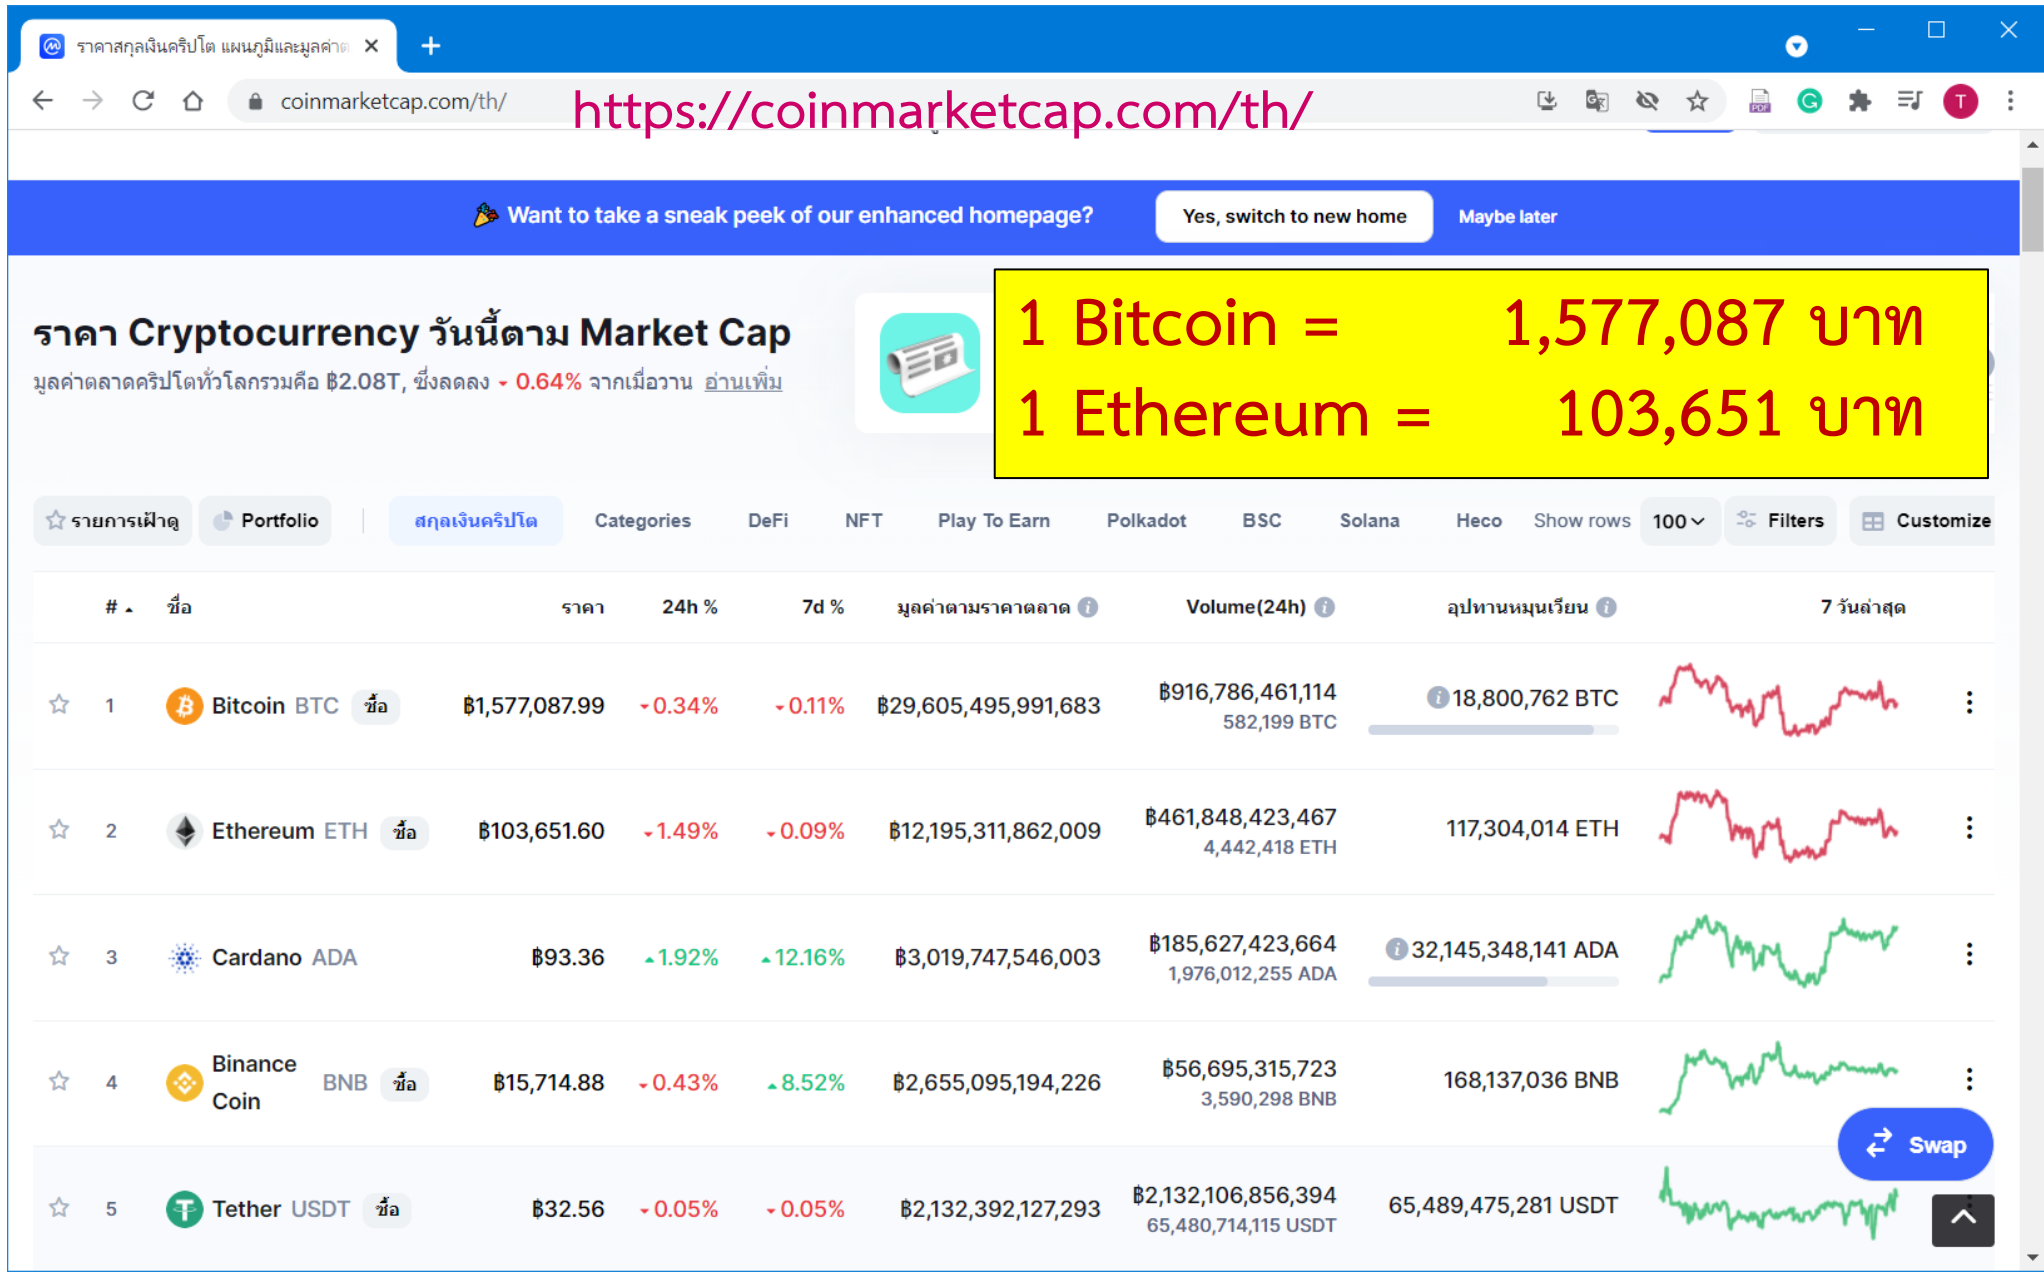 ราคาสกุลเงินคริปโต แผนภูมิและมูลค่าต
coinmarketcap.com/th/
https://coinmarketcap.com/th/
Want to take a sneak peek of our enhanced homepage? Yes, switch to new home Maybe later
ราคา Cryptocurrency วันนี้ตาม Market Cap
มูลค่าตลาดคริปโตทั่วโลกรวมคือ ฿2.08T, ซึ่งลดลง 0.64% จากเมื่อวาน อ่านเพิ่ม
1 Bitcoin = 1,577,087 บาท
1 Ethereum = 103,651 บาท
รายการเฝ้าดู Portfolio สกุลเงินคริปโต Categories DeFi NFT Play To Earn Polkadot BSC Solana Heco Show rows 100 Filters Customize
# ชื่อ ราคา 24h % 7d % มูลค่าตามราคาตลาด Volume(24h) อุปทานหมุนเวียน 7 วันล่าสุด
1 Bitcoin BTC ซื้อ ฿1,577,087.99 0.34% 0.11% ฿29,605,495,991,683 ฿916,786,461,114 18,800,762 BTC
582,199 BTC
2 Ethereum ETH ซื้อ ฿103,651.60 1.49% 0.09% ฿12,195,311,862,009 ฿461,848,423,467 117,304,014 ETH
4,442,418 ETH
3 Cardano ADA ฿93.36 1.92% 12.16% ฿3,019,747,546,003 ฿185,627,423,664 32,145,348,141 ADA
1,976,012,255 ADA
4 Binance Coin BNB ซื้อ ฿15,714.88 0.43% 8.52% ฿2,655,095,194,226 ฿56,695,315,723 168,137,036 BNB
3,590,298 BNB
Swap
5 Tether USDT ซื้อ ฿32.56 0.05% 0.05% ฿2,132,392,127,293 ฿2,132,106,856,394 65,489,475,281 USDT
65,480,714,115 USDT